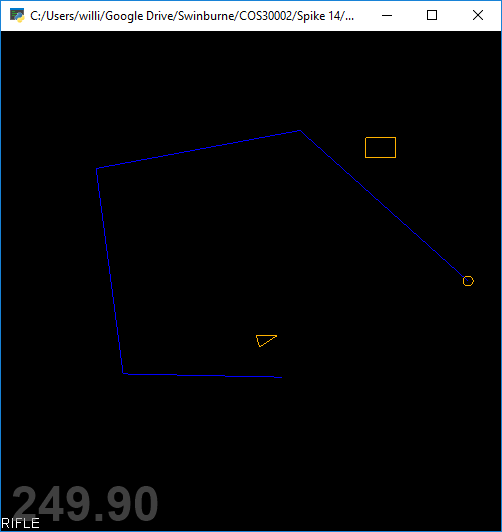 C:/Users/willi/Google Drive/Swinburne/COS30002/Spike 14/...
249.90
RIFLE